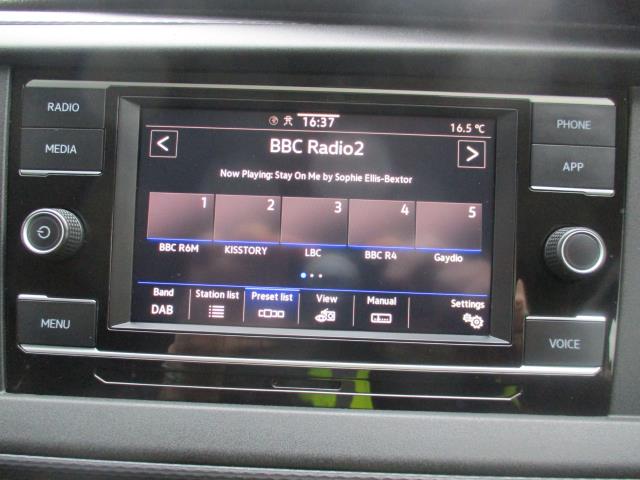 RADIO
MEDIA
MENU
16:37
16.5 °C
BBC Radio2
Now Playing: Stay On Me by Sophie Ellis-Bextor
1 2 3 4 5
BBC R6M KISSTORY LBC BBC R4 Gaydio
Band Station list Preset list View Manual Settings
DAB
PHONE
APP
VOICE